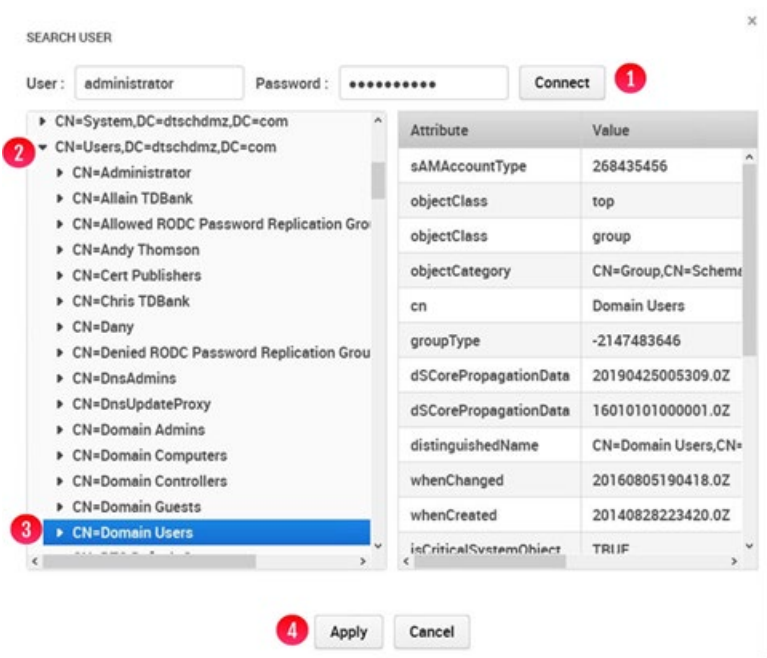 ×
SEARCH USER
User : administrator Password : •••••••••• Connect 1
CN=System,DC=dtschdmz,DC=com
2 CN=Users,DC=dtschdmz,DC=com
CN=Administrator
CN=Allain TDBank
CN=Allowed RODC Password Replication Gro
CN=Andy Thomson
CN=Cert Publishers
CN=Chris TDBank
CN=Dany
CN=Denied RODC Password Replication Grou
CN=DnsAdmins
CN=DnsUpdateProxy
CN=Domain Admins
CN=Domain Computers
CN=Domain Controllers
CN=Domain Guests
3 CN=Domain Users
Attribute Value
sAMAccountType 268435456
objectClass top
objectClass group
objectCategory CN=Group,CN=Schema
cn Domain Users
groupType -2147483646
dSCorePropagationData 20190425005309.0Z
dSCorePropagationData 16010101000001.0Z
distinguishedName CN=Domain Users,CN=
whenChanged 20160805190418.0Z
whenCreated 20140828223420.0Z
isCriticalSystemObject TRUE
4 Apply Cancel